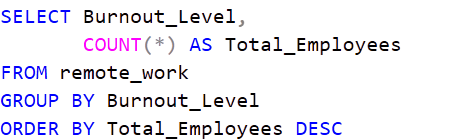 SELECT Burnout_Level,
       COUNT(*) AS Total_Employees
FROM remote_work
GROUP BY Burnout_Level
ORDER BY Total_Employees DESC